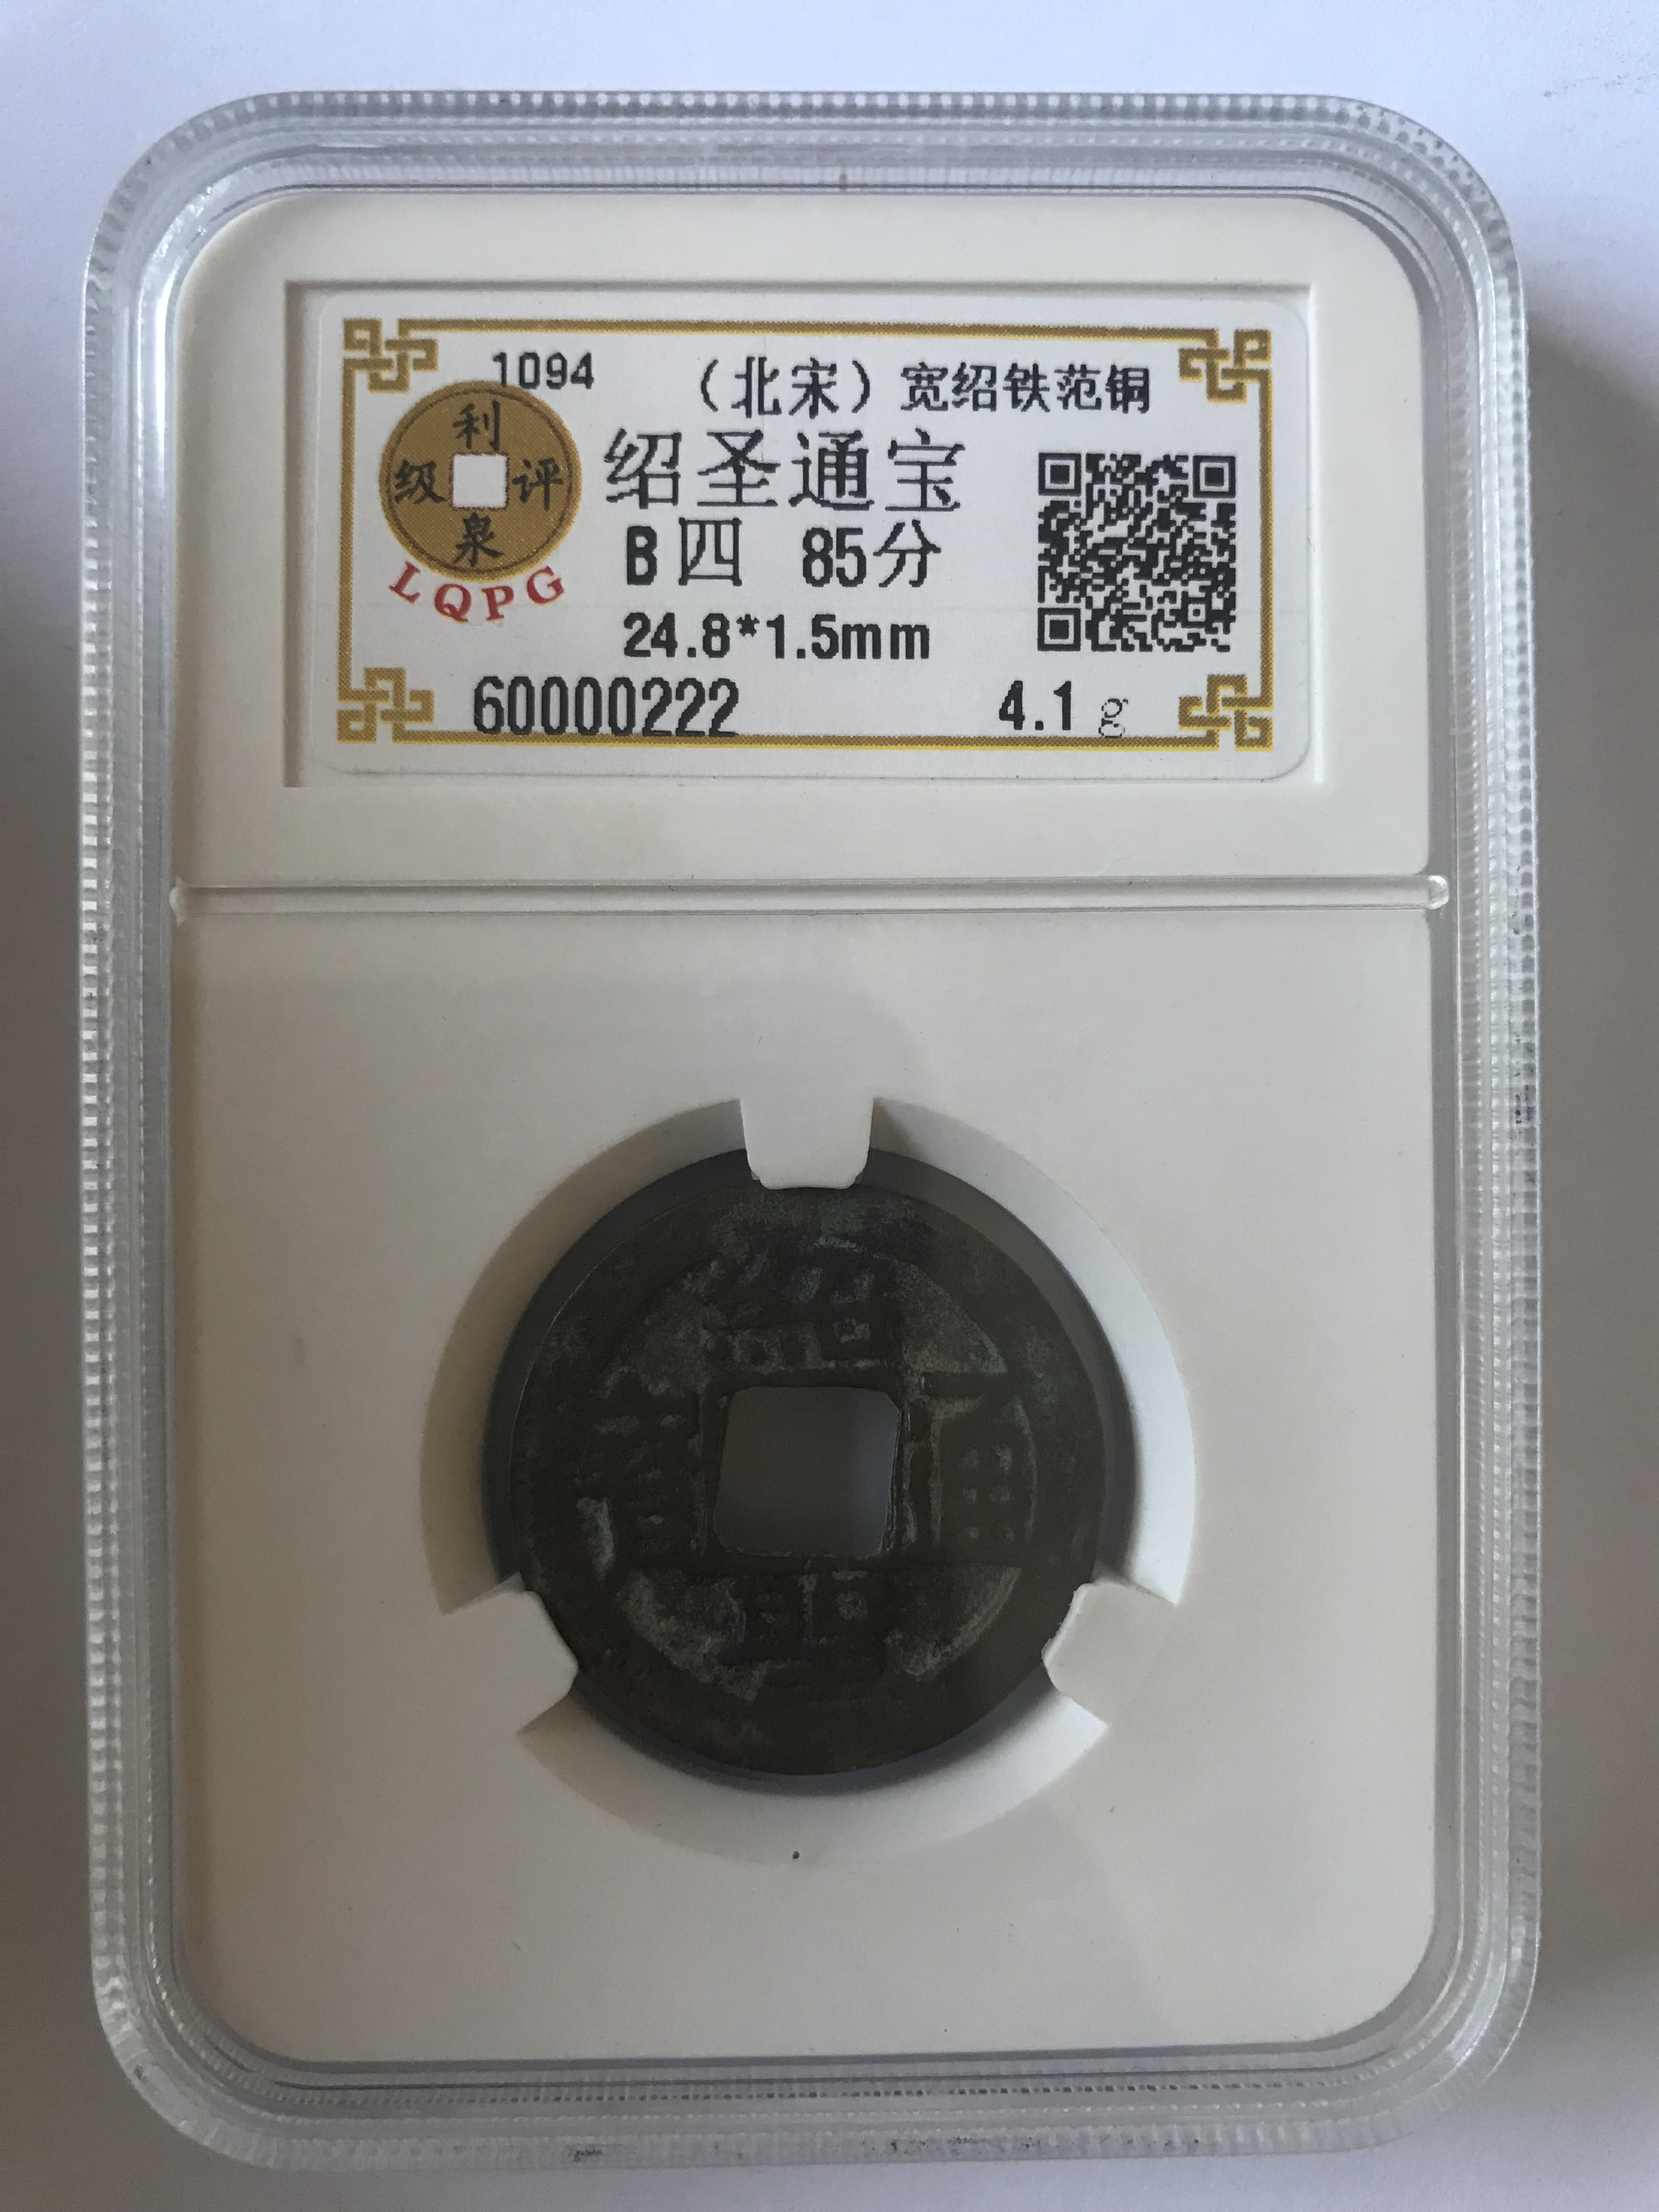 1094
（北宋）宽绍铁范铜
利
级 评
泉
LQPG
绍圣通宝
B四 85分
24.8*1.5mm
60000222
4.1g
紹
寶 通
聖